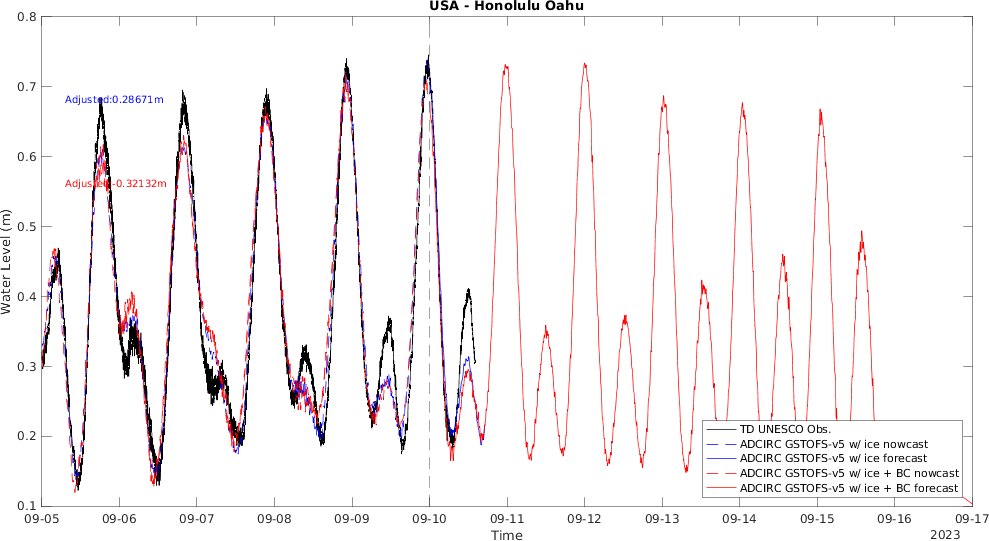 USA - Honolulu Oahu
0.8
0.7
0.6
0.5
0.4
0.3
0.2
0.1
Water Level (m)
Adjusted:0.28671m
Adjusted:-0.32132m
TD UNESCO Obs.
ADCIRC GSTOFS-v5 w/ ice nowcast
ADCIRC GSTOFS-v5 w/ ice forecast
ADCIRC GSTOFS-v5 w/ ice + BC nowcast
ADCIRC GSTOFS-v5 w/ ice + BC forecast
09-05 09-06 09-07 09-08 09-09 09-10 09-11 09-12 09-13 09-14 09-15 09-16 09-17
Time
2023